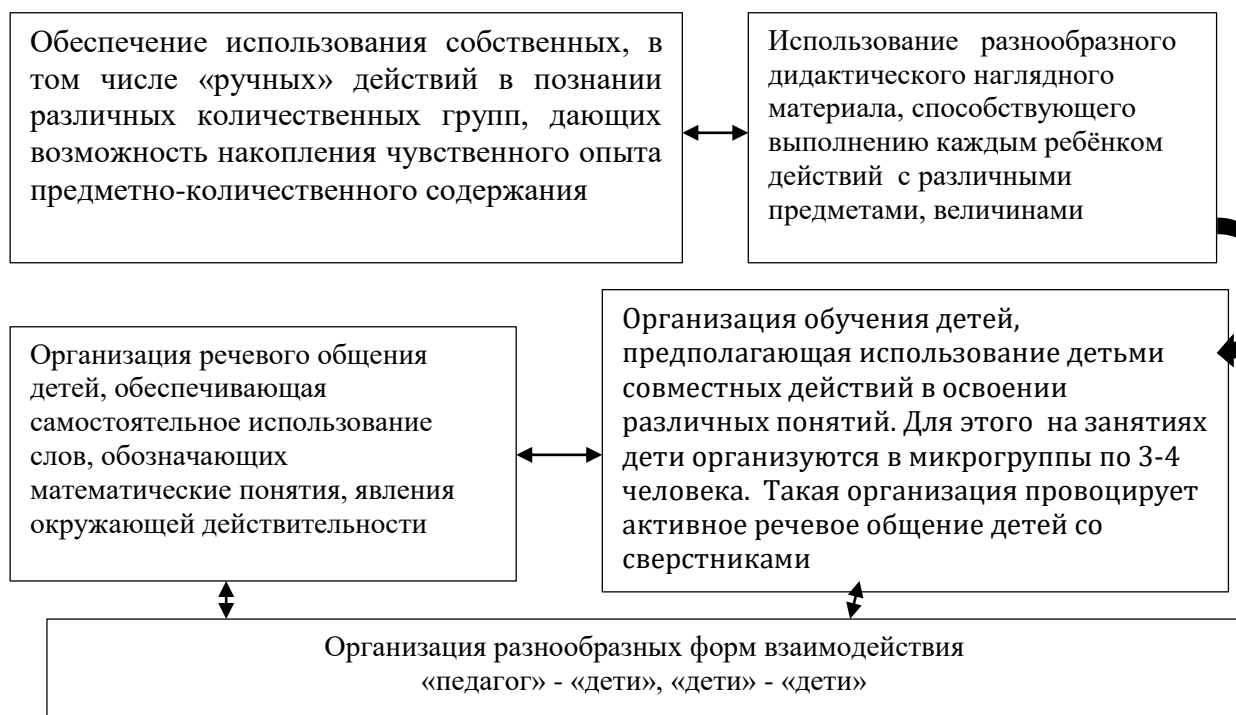 Обеспечение использования собственных, в
том числе «ручных» действий в познании
различных количественных групп, дающих
возможность накопления чувственного опыта
предметно-количественного содержания
Использование разнообразного
дидактического наглядного
материала, способствующего
выполнению каждым ребёнком
действий с различными
предметами, величинами
Организация речевого общения
детей, обеспечивающая
самостоятельное использование
слов, обозначающих
математические понятия, явления
окружающей действительности
Организация обучения детей,
предполагающая использование детьми
совместных действий в освоении
различных понятий. Для этого на занятиях
дети организуются в микрогруппы по 3-4
человека. Такая организация провоцирует
активное речевое общение детей со
сверстниками
Организация разнообразных форм взаимодействия
«педагог» - «дети», «дети» - «дети»